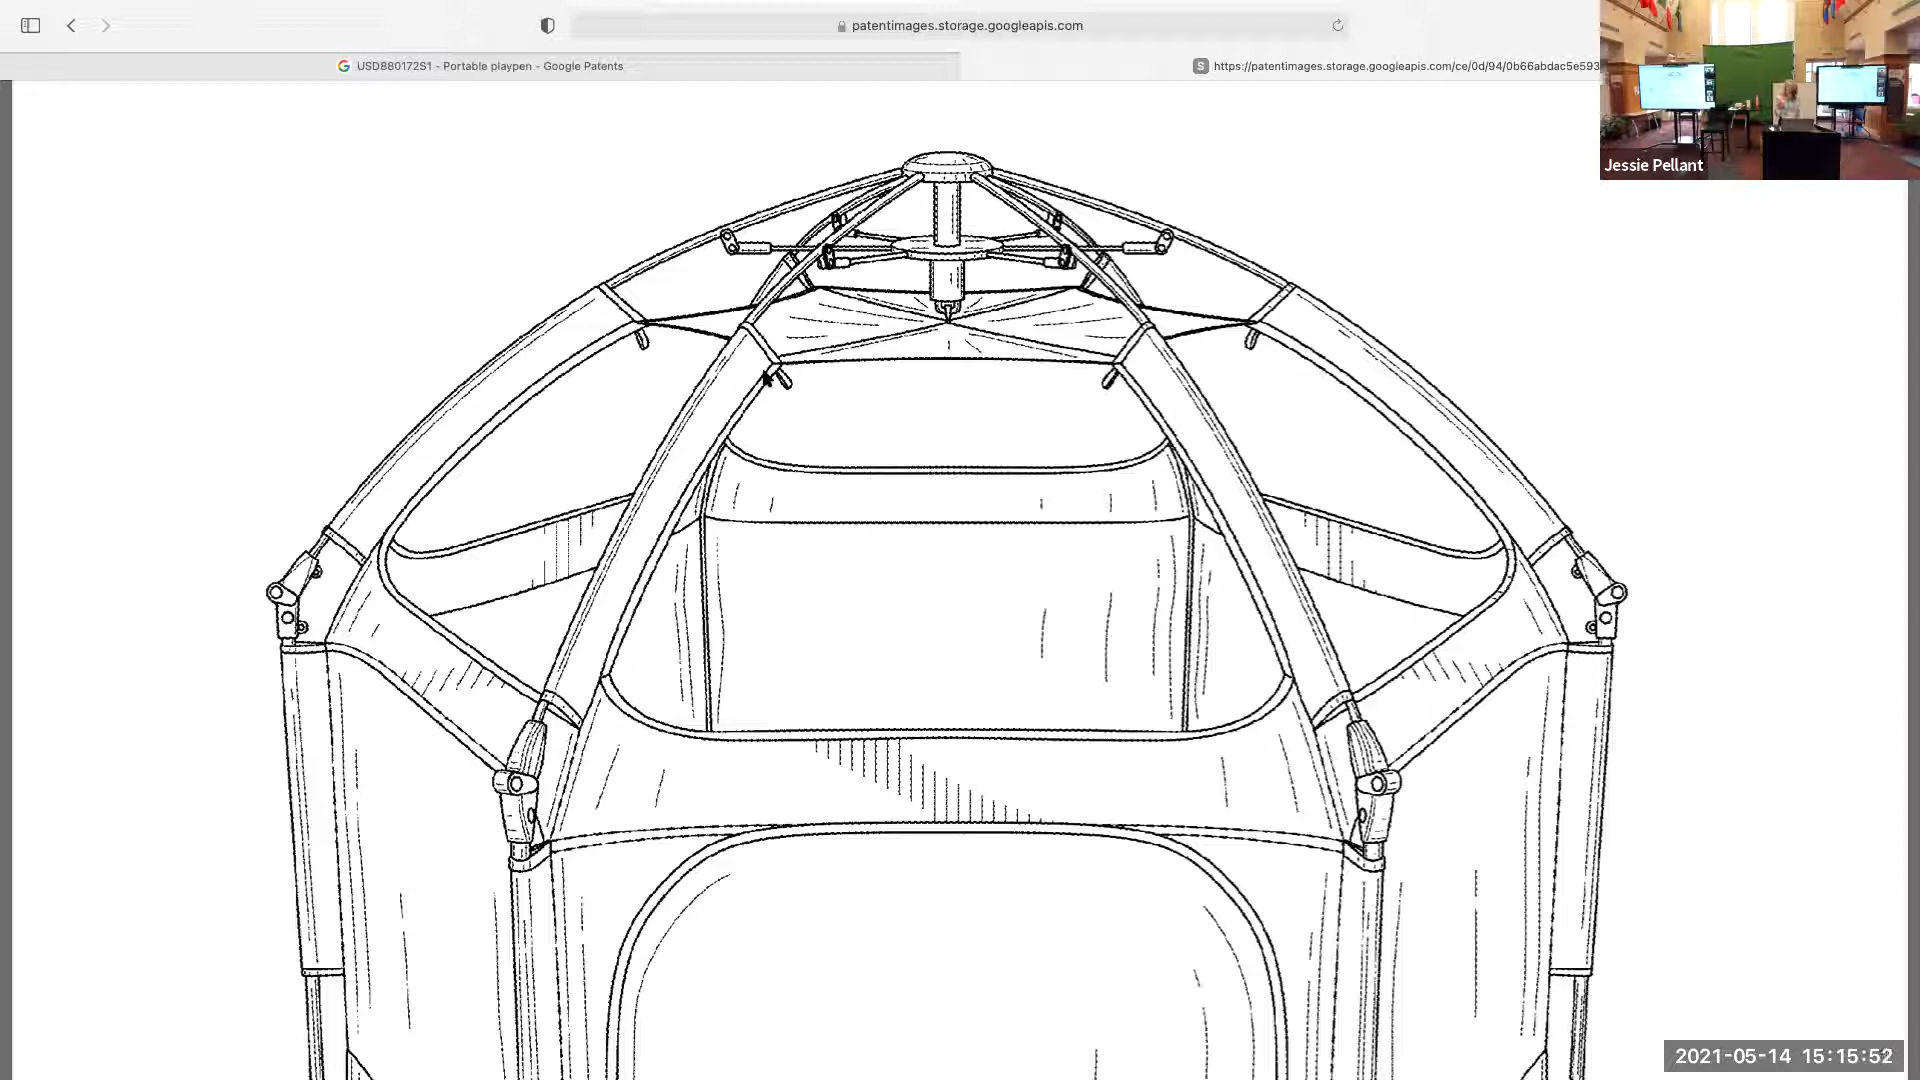 patentimages.storage.googleapis.com
USD880172S1 - Portable playpen - Google Patents
S https://patentimages.storage.googleapis.com/ce/0d/94/0b66abdac5e593
Jessie Pellant
2021-05-14 15:15:52